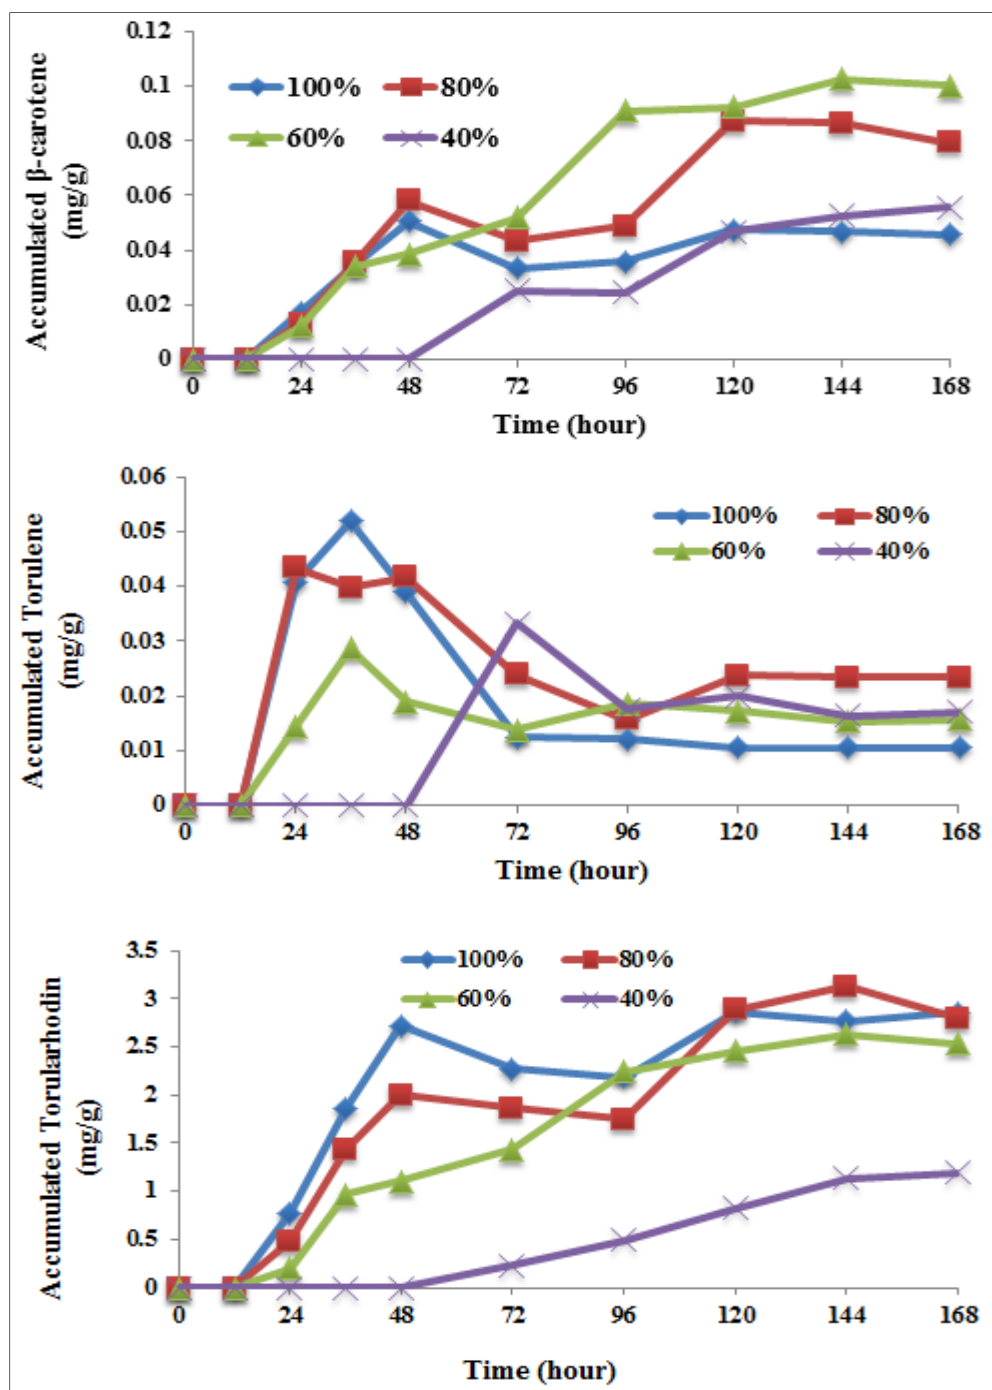 Accumulated β-carotene
(mg/g)
0.12
0.1
0.08
0.06
0.04
0.02
0
100% 80%
60% 40%
0 24 48 72 96 120 144 168
Time (hour)
Accumulated Torulene
(mg/g)
0.06
0.05
0.04
0.03
0.02
0.01
0
100% 80%
60% 40%
0 24 48 72 96 120 144 168
Time (hour)
Accumulated Torularhodin
(mg/g)
3.5
3
2.5
2
1.5
1
0.5
0
100% 80%
60% 40%
0 24 48 72 96 120 144 168
Time (hour)